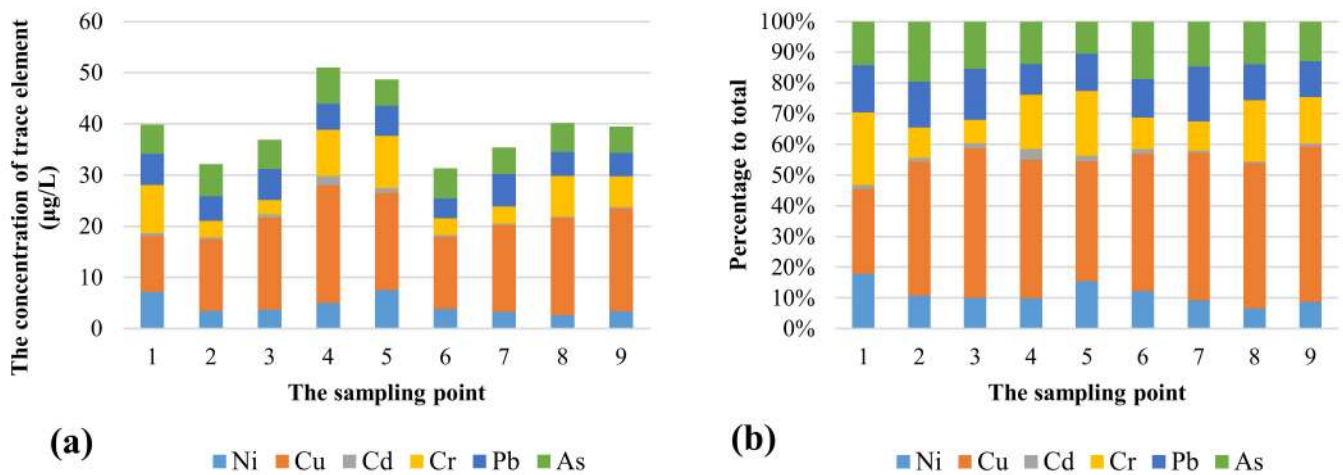 The concentration of trace element
(µg/L)
60
50
40
30
20
10
0
1 2 3 4 5 6 7 8 9
The sampling point
(a)
Ni Cu Cd Cr Pb As
Percentage to total
100%
90%
80%
70%
60%
50%
40%
30%
20%
10%
0%
1 2 3 4 5 6 7 8 9
The sampling point
(b)
Ni Cu Cd Cr Pb As